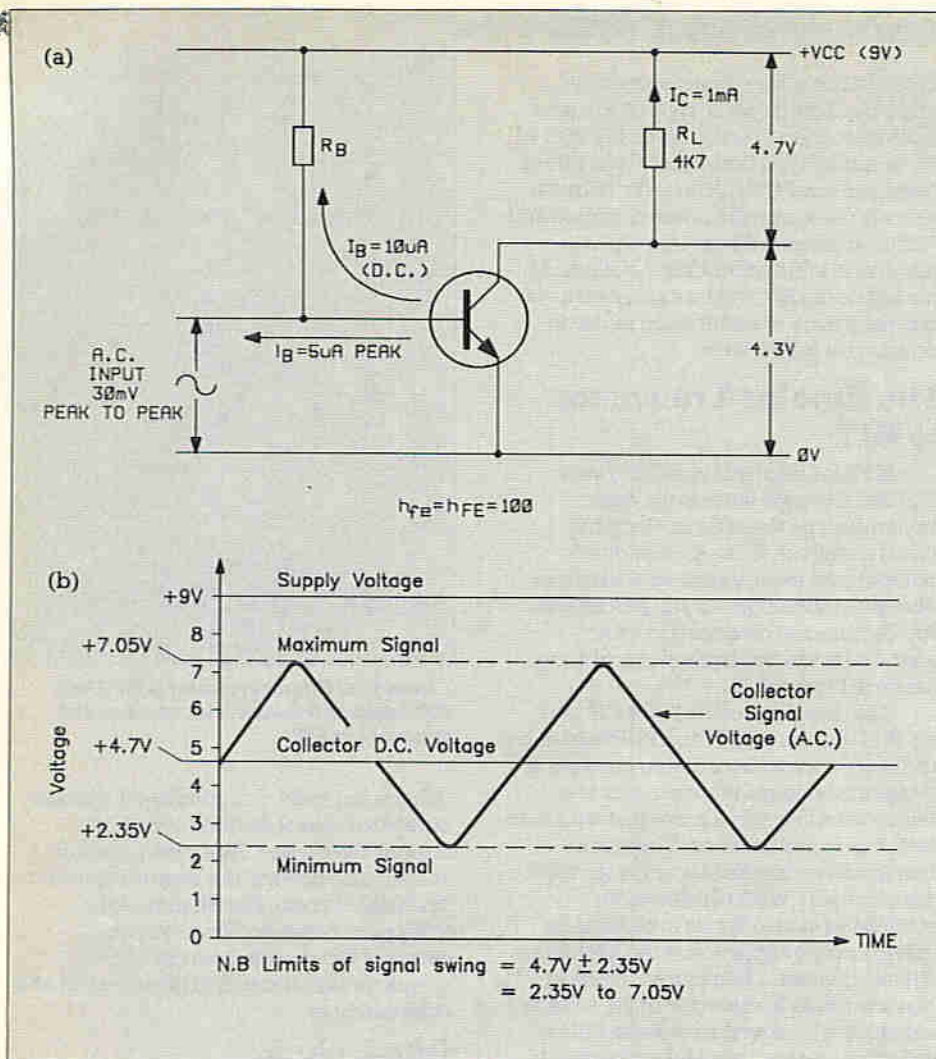 (a)
+VCC (9V)
IC=1mA
RB
RL
4K7
4.7V
IB=10uA
(D.C.)
IB=5uA PEAK
A.C.
INPUT
30mV
PEAK TO PEAK
4.3V
0V
hfe=hFE=100
(b)
Supply Voltage
+9V
8
+7.05V
Maximum Signal
7
6
Collector
Signal
Voltage (A.C.)
5
+4.7V
Collector D.C. Voltage
Voltage
4
3
+2.35V
2
Minimum Signal
1
0
TIME
N.B Limits of signal swing = 4.7V ± 2.35V
= 2.35V to 7.05V